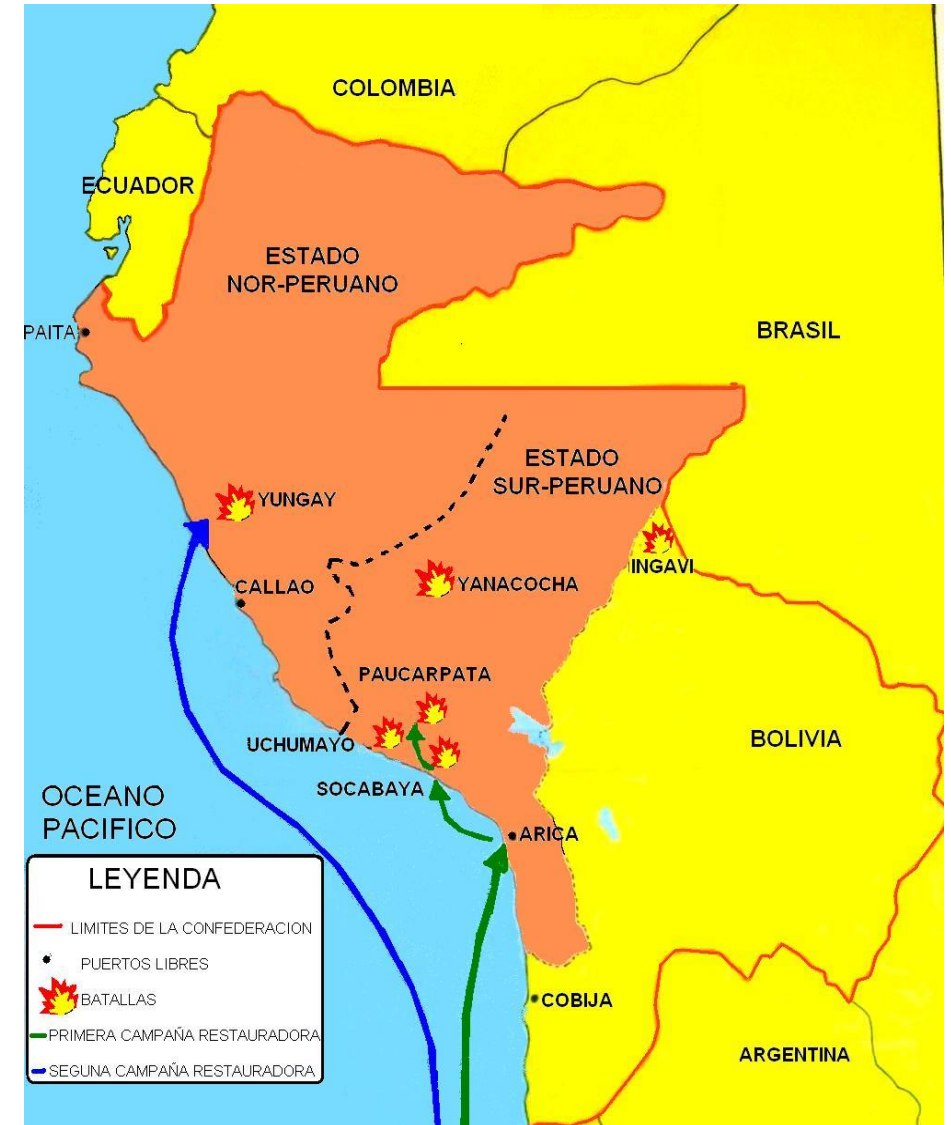 COLOMBIA
ECUADOR
ESTADO
NOR-PERUANO
PAITA
BRASIL
ESTADO
SUR-PERUANO
YUNGAY
INGAVI
CALLAO
YANACOCHA
PAUCARPATA
UCHUMAYO
BOLIVIA
SOCABAYA
OCEANO
PACIFICO
ARICA
LEYENDA
LIMITES DE LA CONFEDERACION
PUERTOS LIBRES
BATALLAS
PRIMERA CAMPAÑA RESTAURADORA
SEGUNA CAMPAÑA RESTAURADORA
COBIJA
ARGENTINA